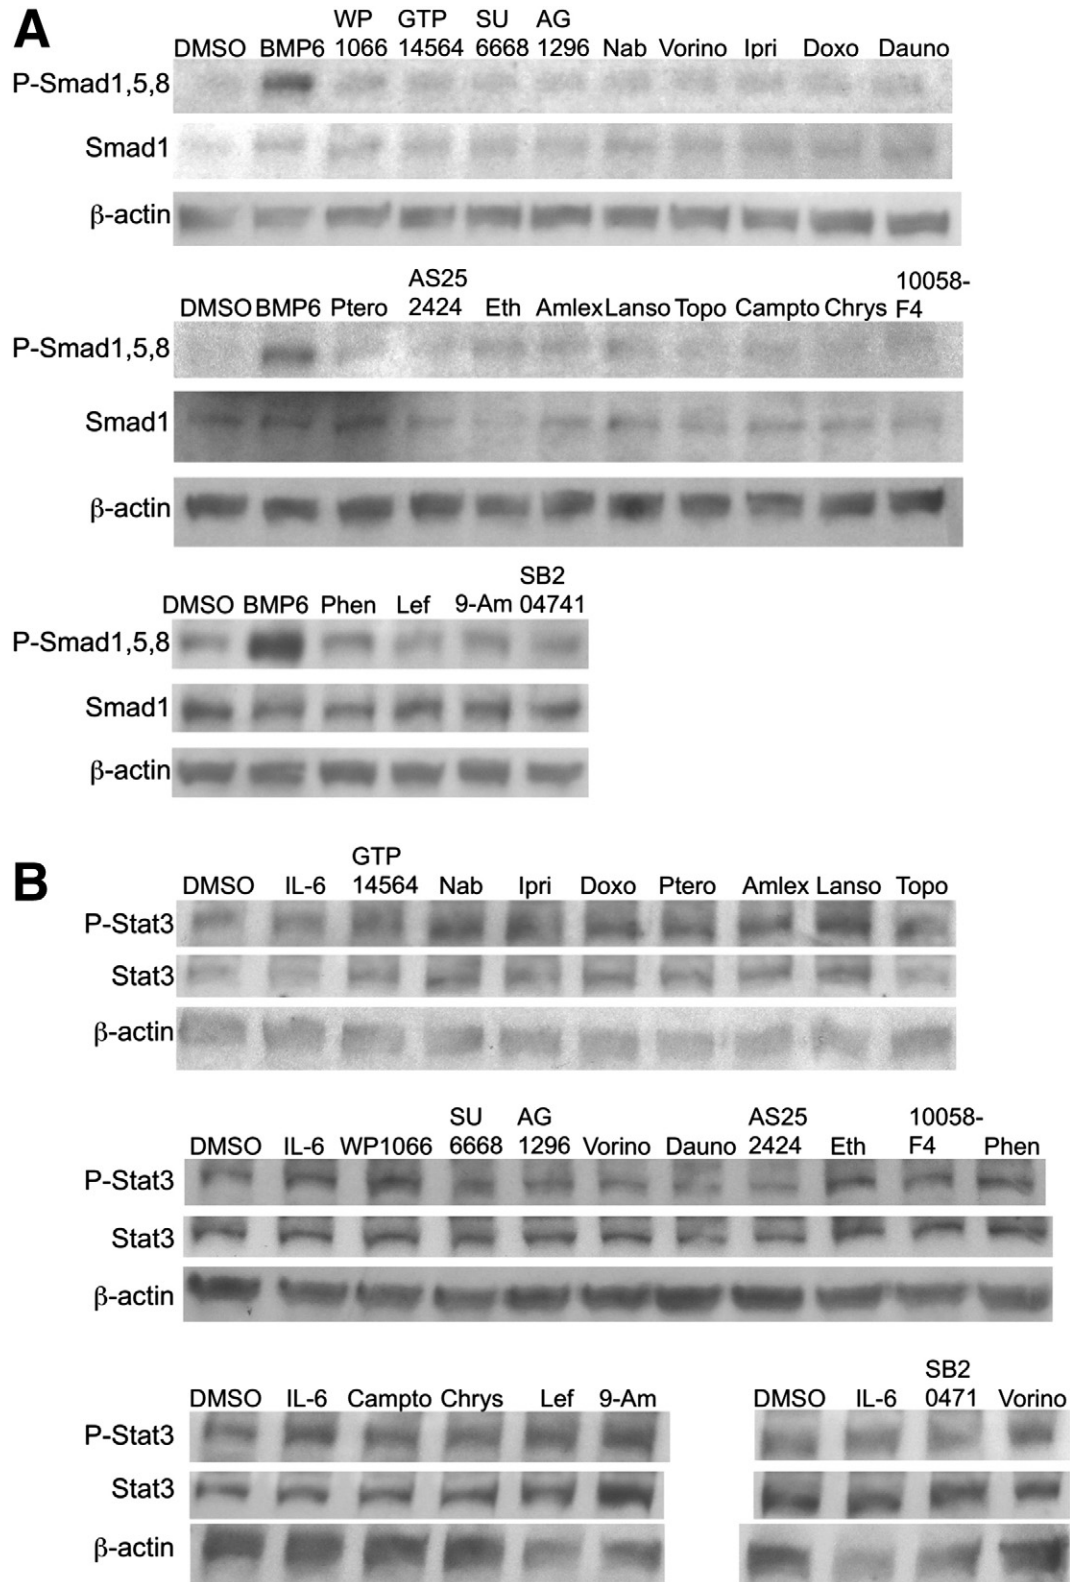 A
WP GTP SU AG
DMSO BMP6 1066 14564 6668 1296 Nab Vorino Ipri Doxo Dauno
P-Smad1,5,8
Smad1
β-actin
AS25 10058-
DMSO BMP6 Ptero 2424 Eth Amlex Lanso Topo Campto Chrys F4
P-Smad1,5,8
Smad1
β-actin
SB2
DMSO BMP6 Phen Lef 9-Am 04741
P-Smad1,5,8
Smad1
β-actin
B
GTP
DMSO IL-6 14564 Nab Ipri Doxo Ptero Amlex Lanso Topo
P-Stat3
Stat3
β-actin
SU AG AS25 10058-
DMSO IL-6 WP1066 6668 1296 Vorino Dauno 2424 Eth F4 Phen
P-Stat3
Stat3
β-actin
SB2
DMSO IL-6 Campto Chrys Lef 9-Am DMSO IL-6 0471 Vorino
P-Stat3
Stat3
β-actin